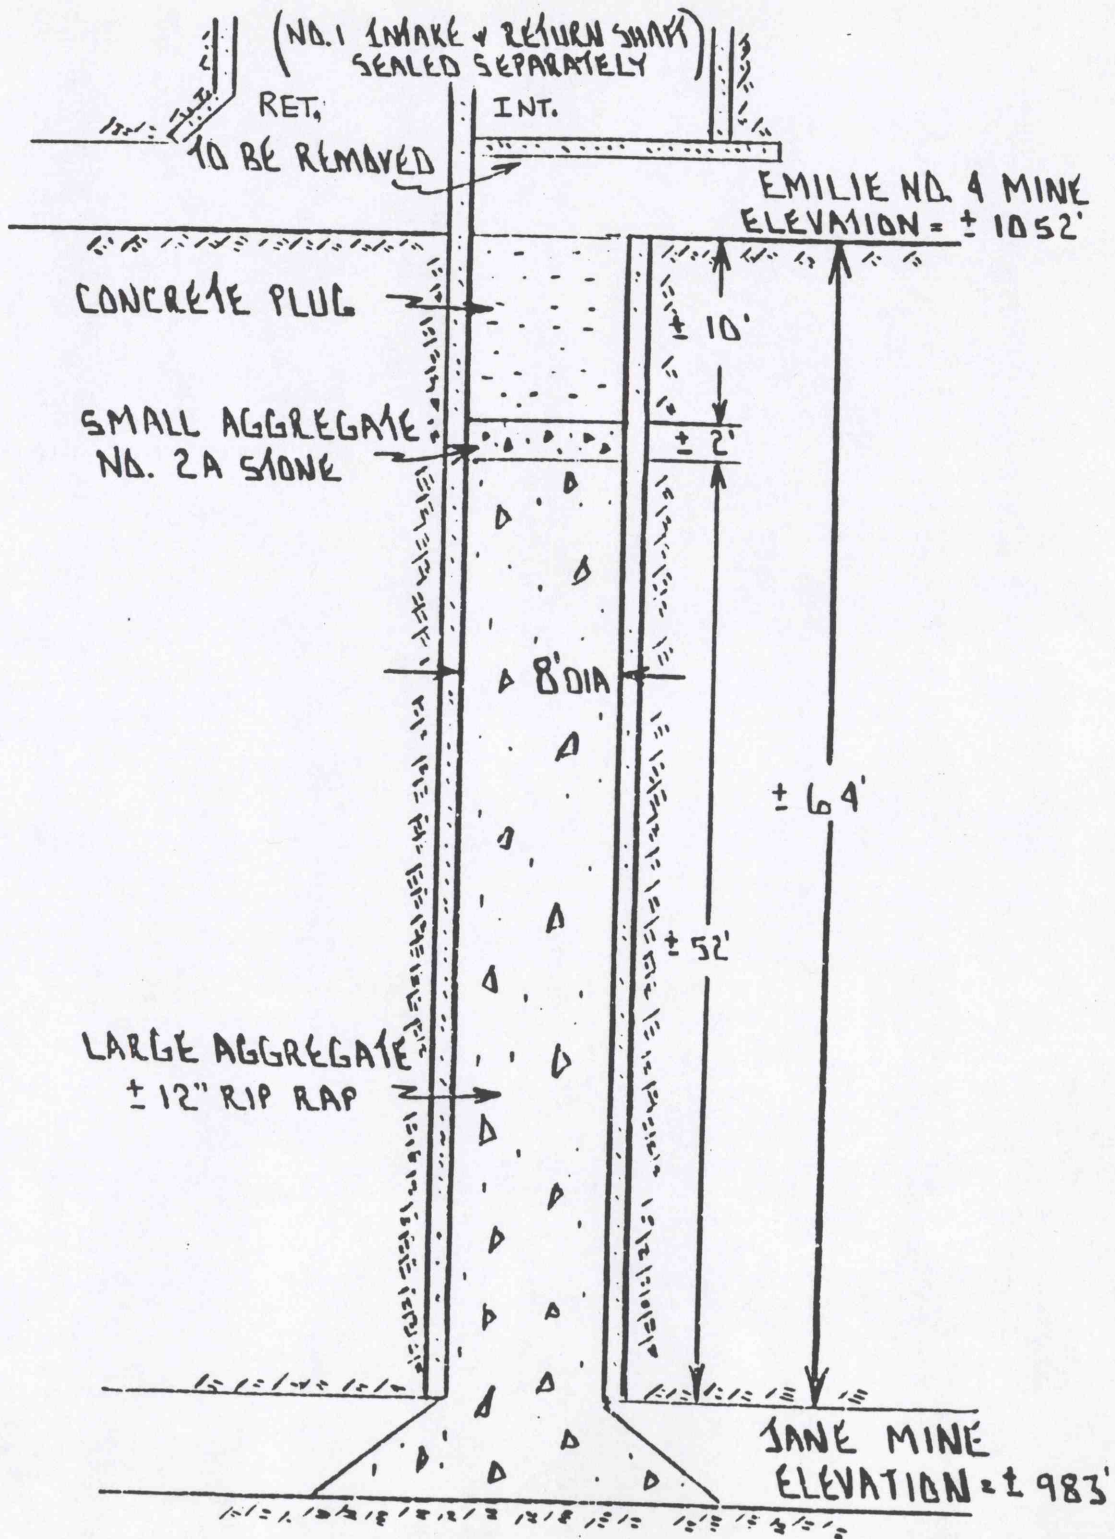 (NO.1 INTAKE & RETURN SHAFT
SEALED SEPARATELY)
RET.
INT.
TO BE REMOVED
EMILIE NO. 4 MINE
ELEVATION = ± 1052'
CONCRETE PLUG
± 10'
SMALL AGGREGATE
NO. 2A STONE
± 2'
8' DIA
± 64'
± 52'
LARGE AGGREGATE
± 12" RIP RAP
JANE MINE
ELEVATION = ± 983'